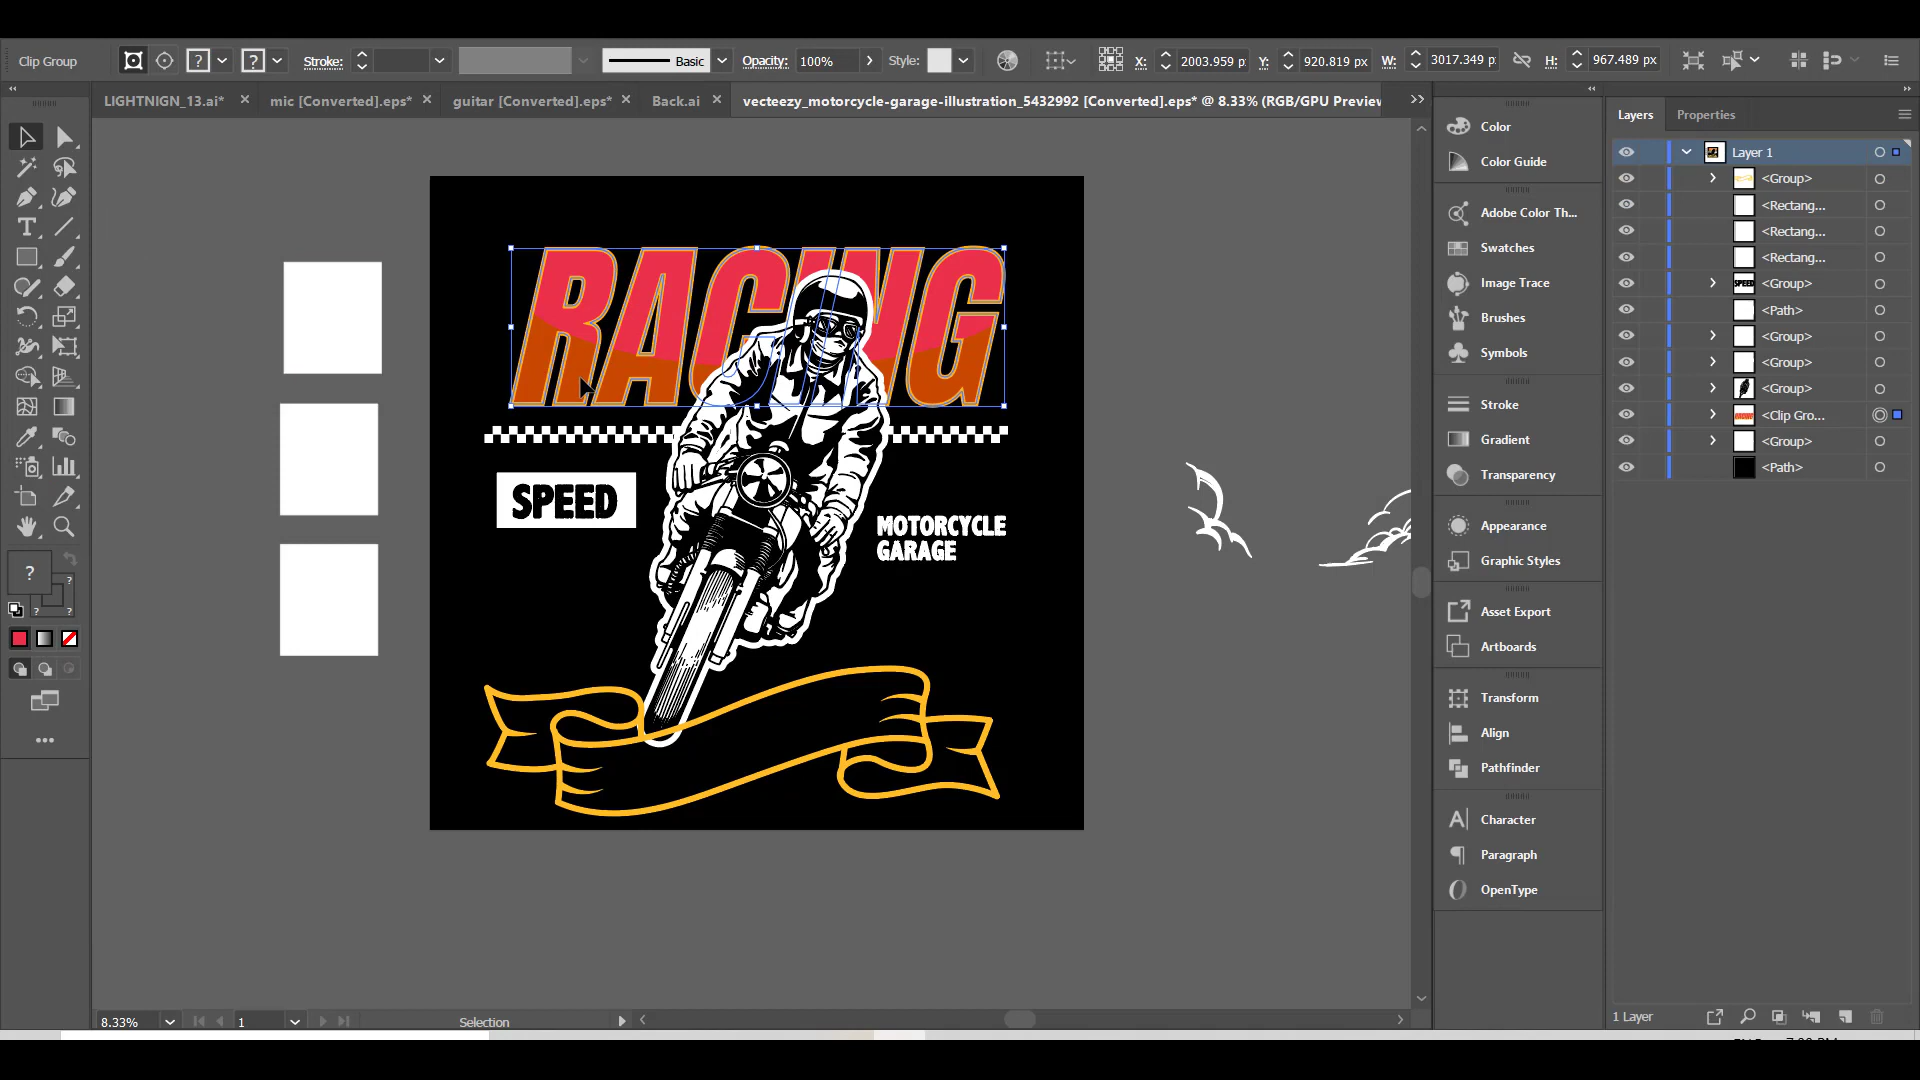 Clip Group
? ? Stroke: Basic Opacity: 100% Style: X: 2003.959 p Y: 920.819 px W: 3017.349 p H: 967.489 px
LIGHTNIGN_13.ai* × mic [Converted].eps* × guitar [Converted].eps* × Back.ai × vecteezy_motorcycle-garage-illustration_5432992 [Converted].eps* @ 8.33% (RGB/GPU Preview
RACING
SPEED
MOTORCYCLE
GARAGE
Color
Color Guide
Adobe Color Th...
Swatches
Image Trace
Brushes
Symbols
Stroke
Gradient
Transparency
Appearance
Graphic Styles
Asset Export
Artboards
Transform
Align
Pathfinder
Character
Paragraph
OpenType
Layers Properties
Layer 1
<Group>
<Rectang...
<Rectang...
<Rectang...
<Group>
<Path>
<Group>
<Group>
<Group>
<Clip Gro...
<Group>
<Path>
1 Layer
8.33% 1 Selection